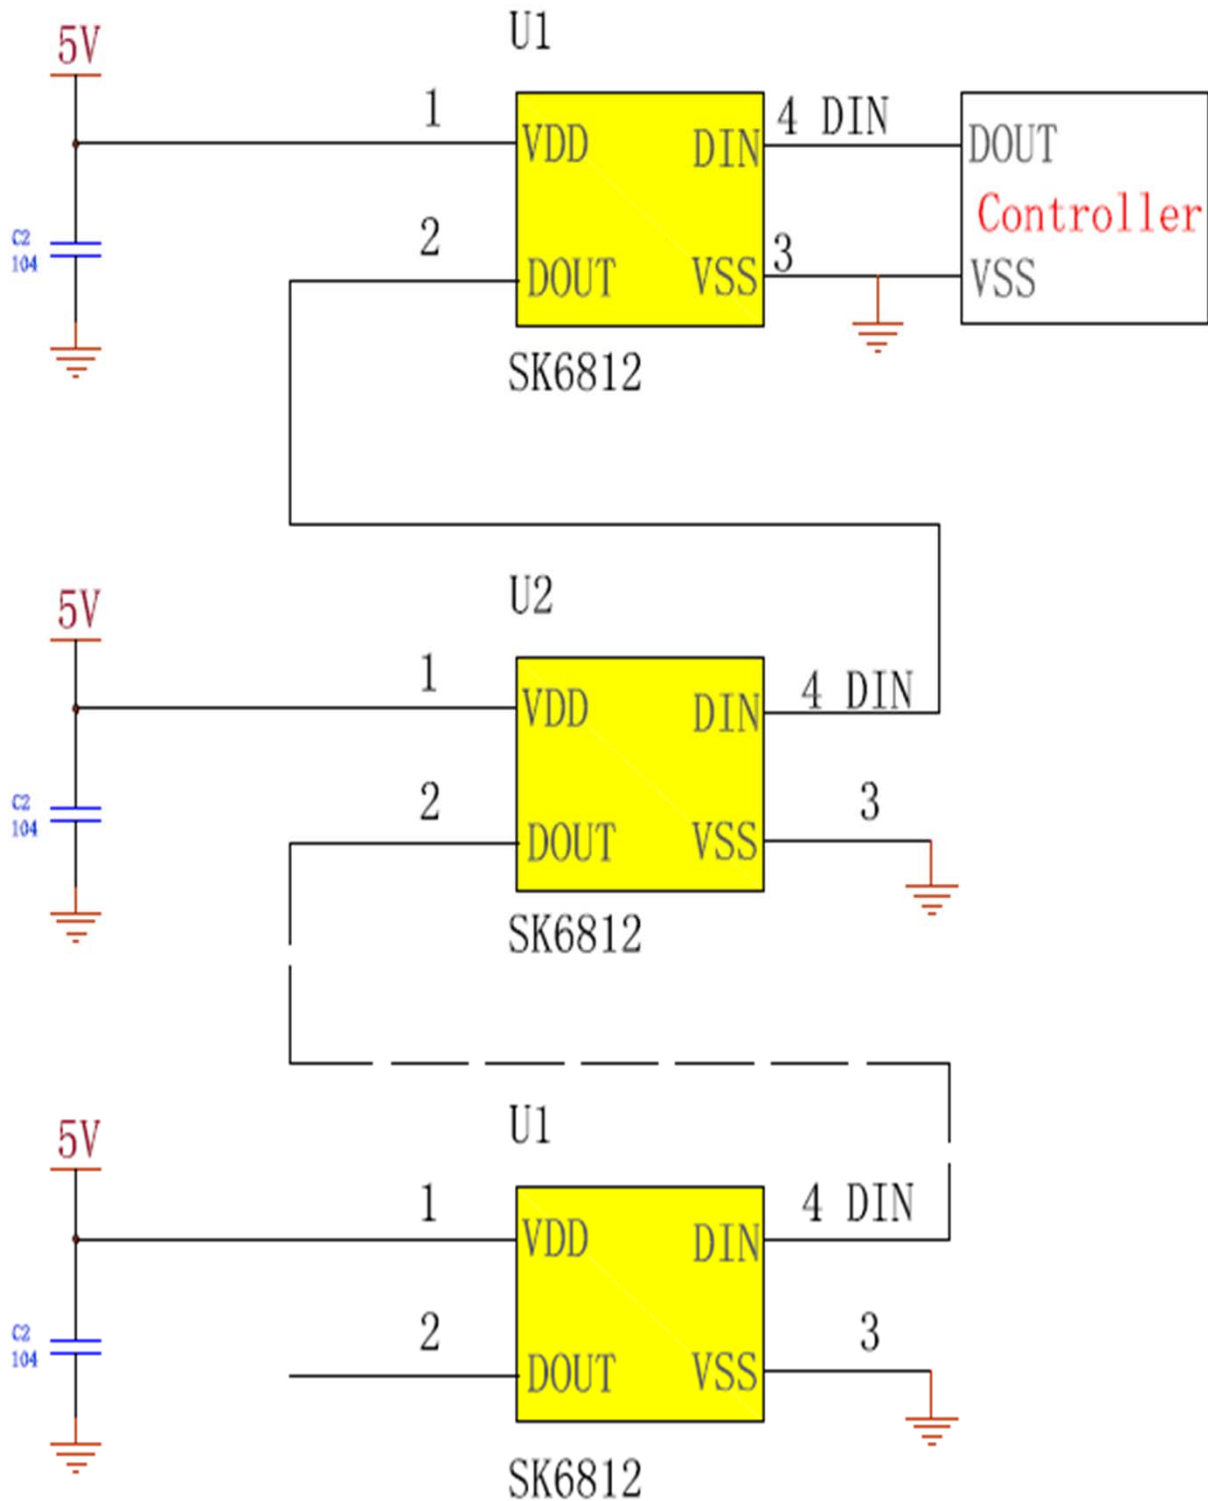 U1
5V
1
4 DIN
VDD
DIN
DOUT
Controller
2
3
C2
104
DOUT
VSS
VSS
SK6812
U2
5V
1
4 DIN
VDD
DIN
C2
104
2
3
DOUT
VSS
SK6812
U1
5V
1
4 DIN
VDD
DIN
C2
104
2
3
DOUT
VSS
SK6812